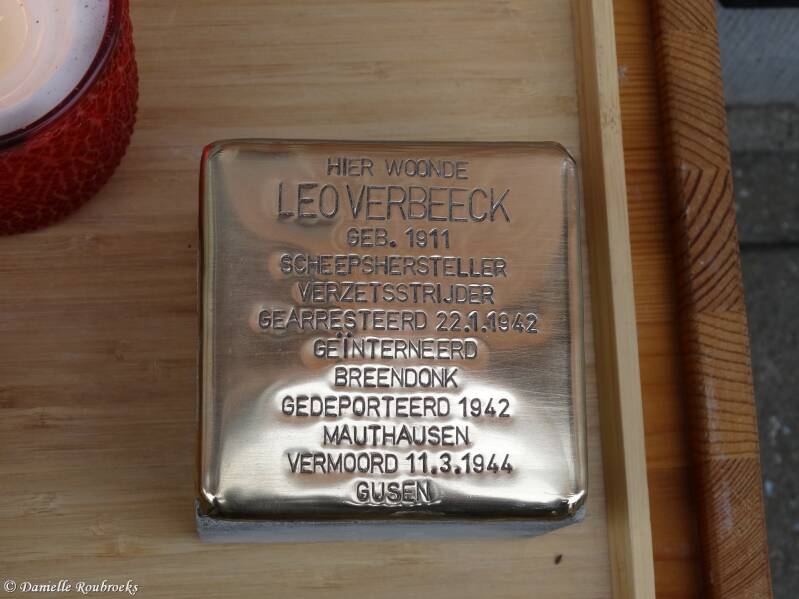 HIER WOONDE
LEO VERBEECK
GEB. 1911
SCHEEPSHERSTELLER
VERZETSSTRIJDER
GEARRESTEERD 22.1.1942
GEÏNTERNEERD
BREENDONK
GEDEPORTEERD 1942
MAUTHAUSEN
VERMOORD 11.3.1944
GUSEN
© Danielle Roubroeks